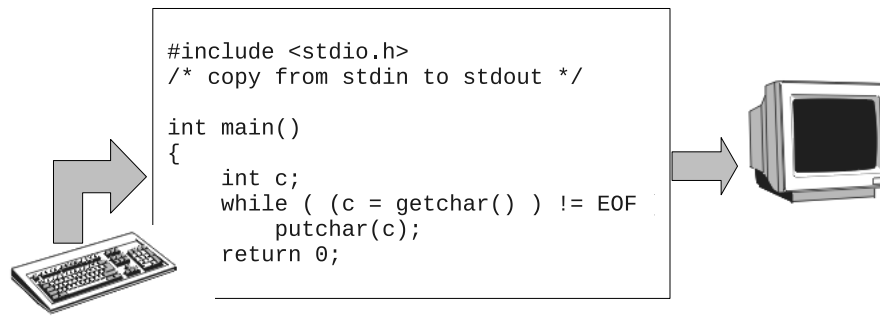 #include <stdio.h>
/* copy from stdin to stdout */
int main()
{
int c;
while ( (c = getchar() ) != EOF
putchar(c);
return 0;